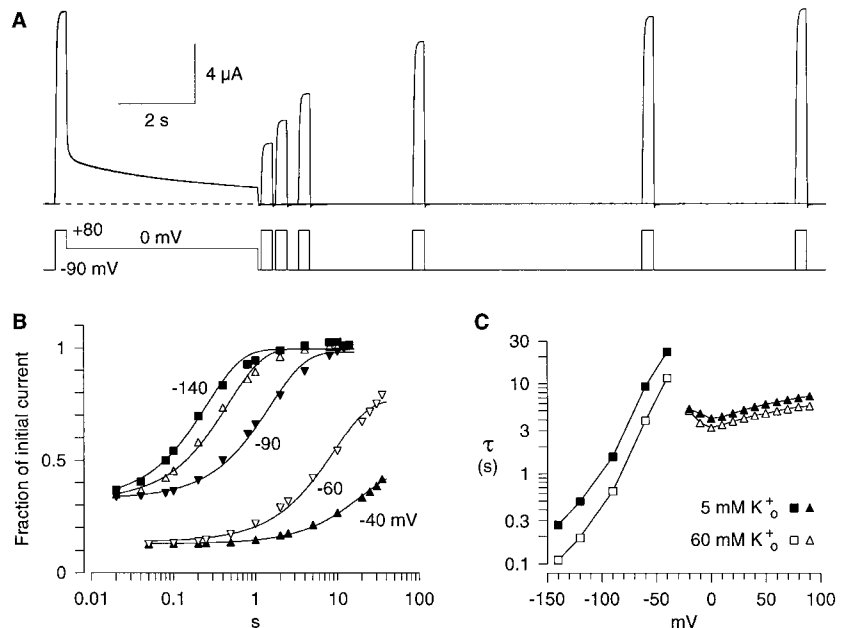 A
4 µA
2 s
+80
0 mV
-90 mV
B
Fraction of initial current
1
0.5
0
-140
-90
-60
-40 mV
0.01
0.1
1
10
100
s
C
τ
(s)
30
10
3
1
0.3
0.1
5 mM K⁺ₒ
60 mM K⁺ₒ
-150
-100
-50
0
50
100
mV